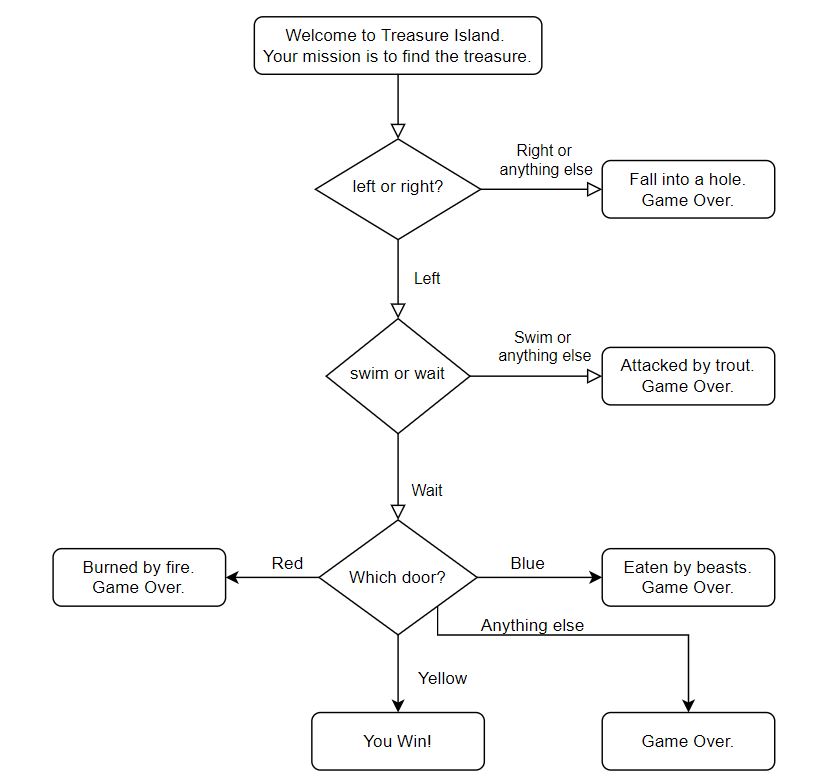 Welcome to Treasure Island.
Your mission is to find the treasure.
left or right?
Right or
anything else
Fall into a hole.
Game Over.
Left
swim or wait
Swim or
anything else
Attacked by trout.
Game Over.
Wait
Burned by fire.
Game Over.
Red
Which door?
Blue
Eaten by beasts.
Game Over.
Anything else
Yellow
You Win!
Game Over.